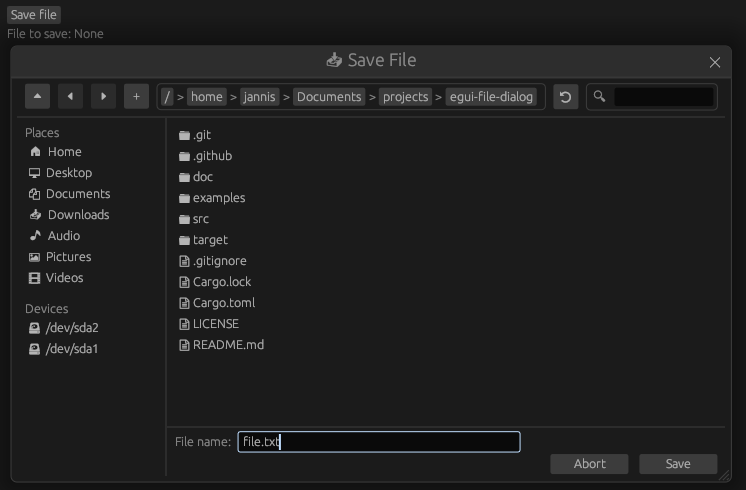 Save file
File to save: None
Save File
+ / > home > jannis > Documents > projects > egui-file-dialog
Places
Home
Desktop
Documents
Downloads
Audio
Pictures
Videos
Devices
/dev/sda2
/dev/sda1
.git
.github
doc
examples
src
target
.gitignore
Cargo.lock
Cargo.toml
LICENSE
README.md
File name: file.txt
Abort Save